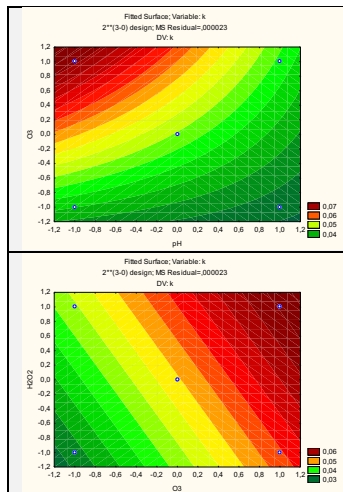 Fitted Surface; Variable: k
2**(3-0) design; MS Residual=,000023
DV: k
1,2
1,0
0,8
0,6
0,4
0,2
0,0
-0,2
-0,4
-0,6
-0,8
-1,0
-1,2
O3
-1,2 -1,0 -0,8 -0,6 -0,4 -0,2 0,0 0,2 0,4 0,6 0,8 1,0 1,2
pH
0,07
0,06
0,05
0,04
Fitted Surface; Variable: k
2**(3-0) design; MS Residual=,000023
DV: k
1,2
1,0
0,8
0,6
0,4
0,2
0,0
-0,2
-0,4
-0,6
-0,8
-1,0
-1,2
H2O2
-1,2 -1,0 -0,8 -0,6 -0,4 -0,2 0,0 0,2 0,4 0,6 0,8 1,0 1,2
O3
0,06
0,05
0,04
0,03